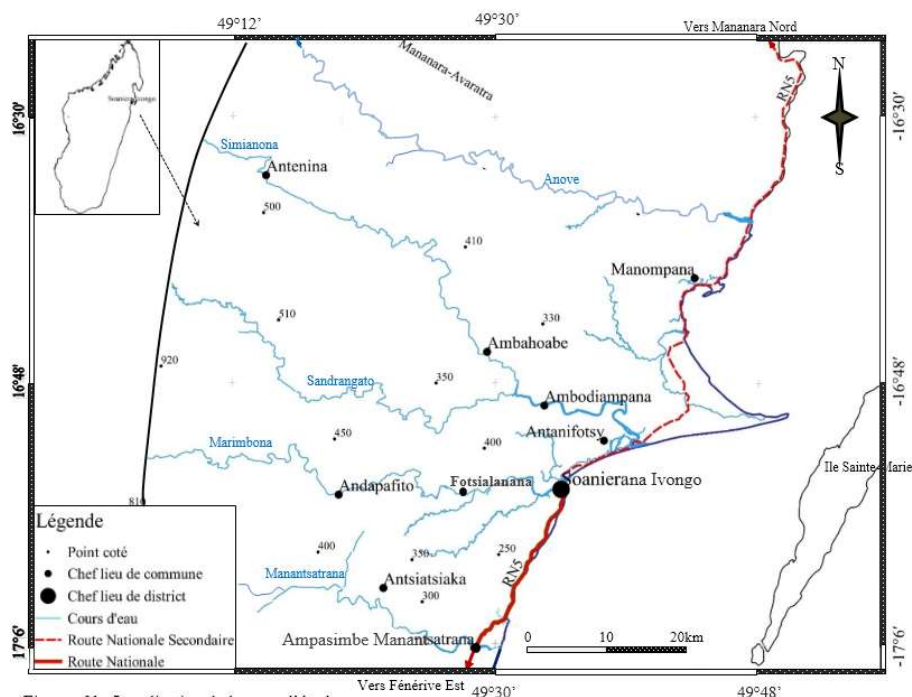 49°12'
49°30'
Vers Mananara Nord
Mananara-Avaratra
RN5
N
S
16°30
-16°30
Simianona
Antenina
Anove
500
410
Manompana
510
330
Ambahoabe
920
350
Sandrangato
16°48
-16°48
Ambodiampana
450
400
Antanifotsy
Marimbona
Ile Sainte-Marie
Andapafito
Fotsialanana
Soanierana Ivongo
810
Légende
Point coté
Chef lieu de commune
Chef lieu de district
Cours d'eau
Route Nationale Secondaire
Route Nationale
400
350
250
Manantsatrana
Antsiatsiaka
300
RN5
Ampasimbe Manantsatrana
0 10 20km
17°6'
-17°6'
Vers Fénérive Est
49°30'
49°48'